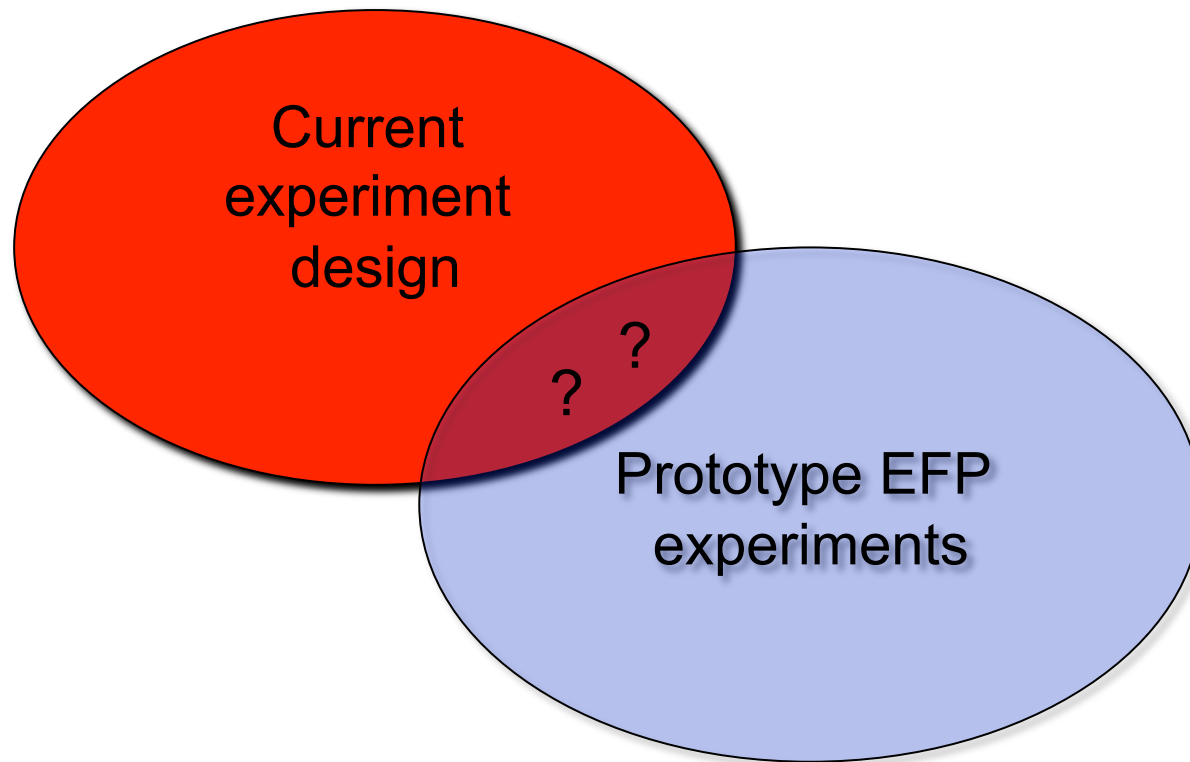 Current
experiment
design
?
?
Prototype EFP
experiments